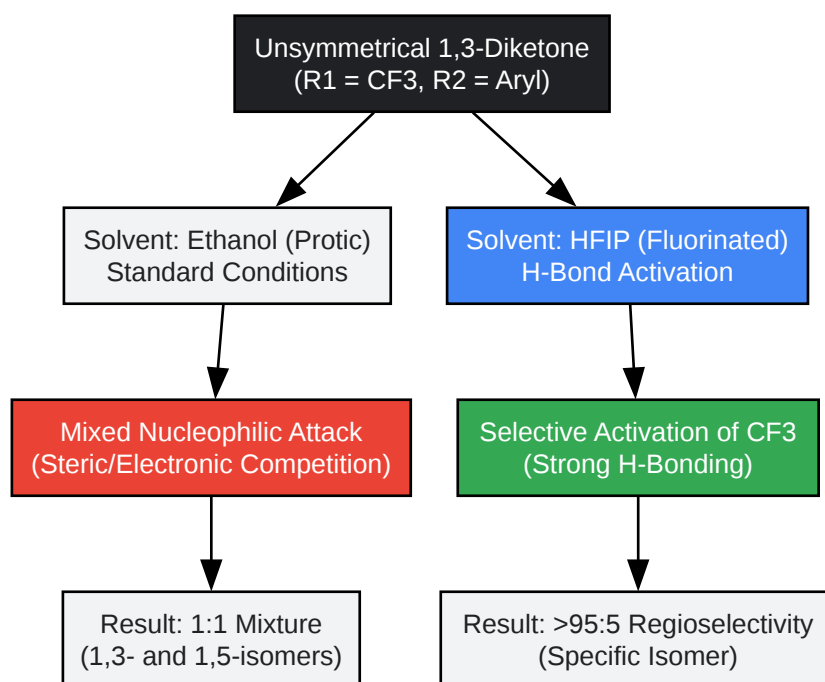 Unsymmetrical 1,3-Diketone
(R1 = CF3, R2 = Aryl)
Solvent: Ethanol (Protic)
Standard Conditions
Solvent: HFIP (Fluorinated)
H-Bond Activation
Mixed Nucleophilic Attack
(Steric/Electronic Competition)
Selective Activation of CF3
(Strong H-Bonding)
Result: 1:1 Mixture
(1,3- and 1,5-isomers)
Result: >95:5 Regioselectivity
(Specific Isomer)